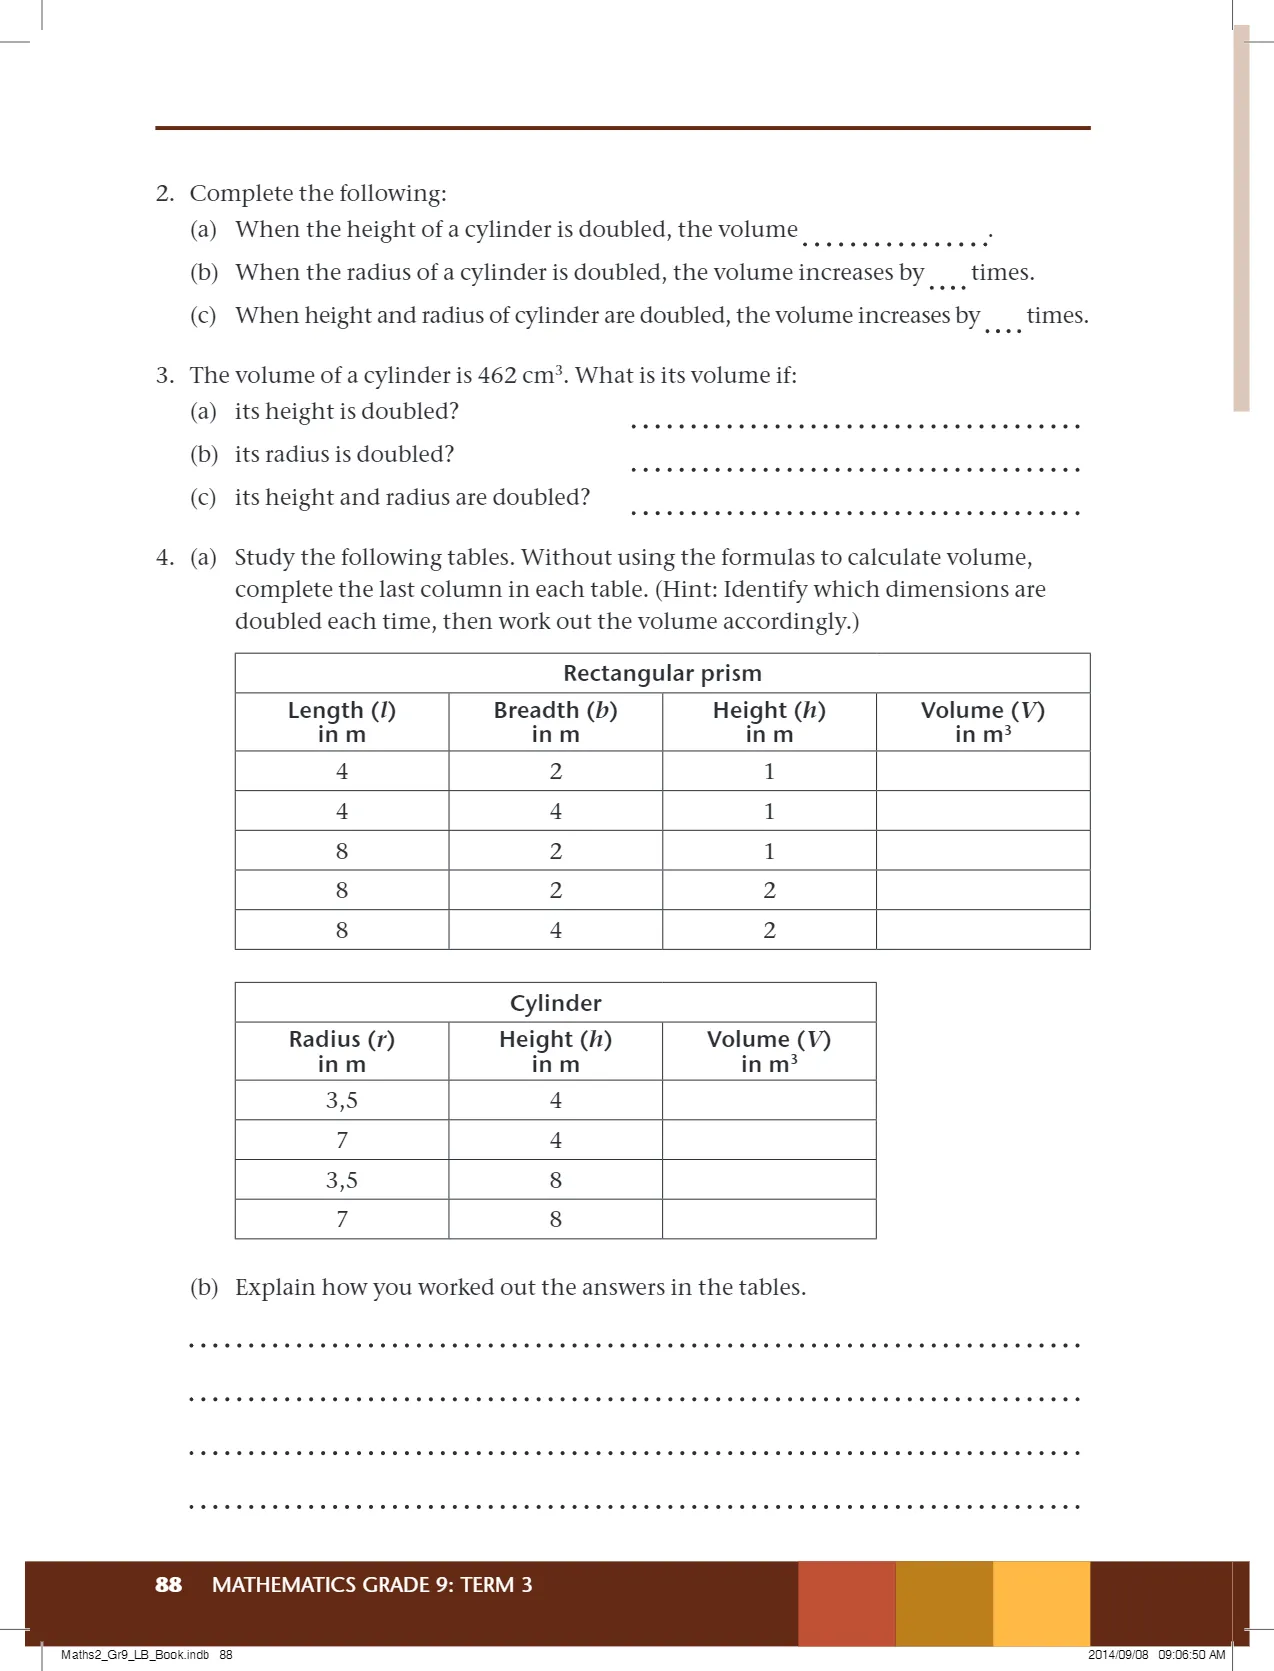 2. Complete the following:
(a) When the height of a cylinder is doubled, the volume ................ .
(b) When the radius of a cylinder is doubled, the volume increases by .... times.
(c) When height and radius of cylinder are doubled, the volume increases by .... times.
3. The volume of a cylinder is 462 cm³. What is its volume if:
(a) its height is doubled? ......................................
(b) its radius is doubled? ......................................
(c) its height and radius are doubled? ......................................
4. (a) Study the following tables. Without using the formulas to calculate volume,
complete the last column in each table. (Hint: Identify which dimensions are
doubled each time, then work out the volume accordingly.)
Rectangular prism
Length (l) in m Breadth (b) in m Height (h) in m Volume (V) in m³
4 2 1
4 4 1
8 2 1
8 2 2
8 4 2
Cylinder
Radius (r) in m Height (h) in m Volume (V) in m³
3,5 4
7 4
3,5 8
7 8
(b) Explain how you worked out the answers in the tables.
88 MATHEMATICS GRADE 9: TERM 3
Maths2_Gr9_LB_Book.indb 88 2014/09/08 09:06:50 AM